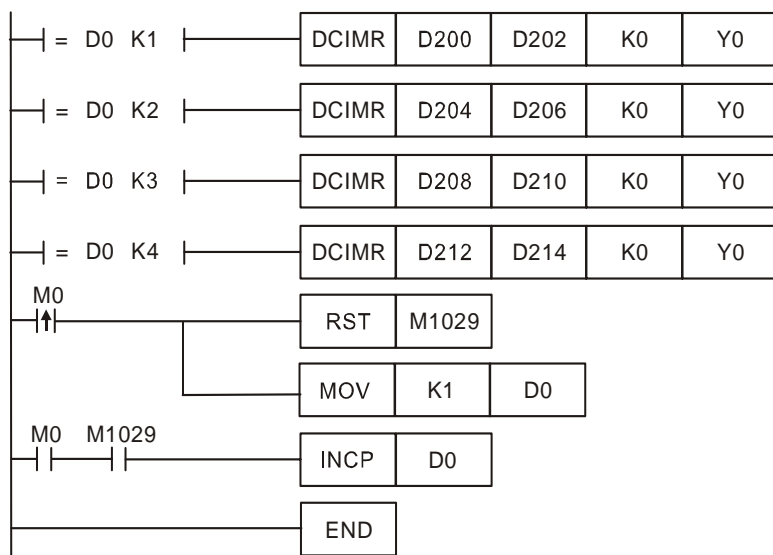 = D0 K1 DCIMR D200 D202 K0 Y0
= D0 K2 DCIMR D204 D206 K0 Y0
= D0 K3 DCIMR D208 D210 K0 Y0
= D0 K4 DCIMR D212 D214 K0 Y0
M0
RST M1029
MOV K1 D0
M0 M1029
INCP D0
END